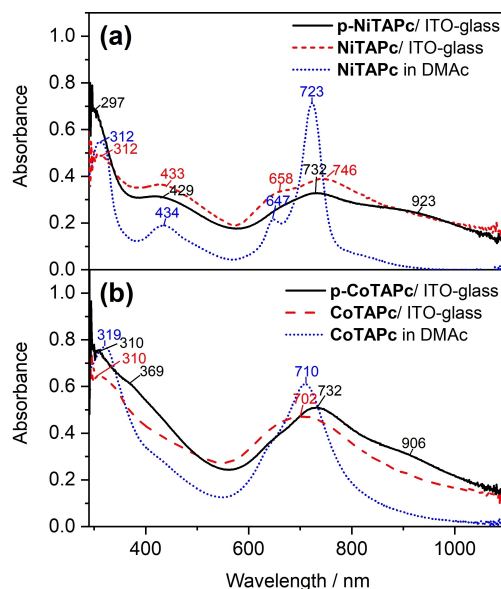 (a)
p-NiTAPc/ ITO-glass
NiTAPc/ ITO-glass
NiTAPc in DMAc
Absorbance
1.0
0.8
0.6
0.4
0.2
0.0
297
312
312
433
429
434
723
658
647
732
746
923
(b)
p-CoTAPc/ ITO-glass
CoTAPc/ ITO-glass
CoTAPc in DMAc
Absorbance
1.0
0.8
0.6
0.4
0.2
0.0
319
310
310
369
710
702
732
906
400 600 800 1000
Wavelength / nm